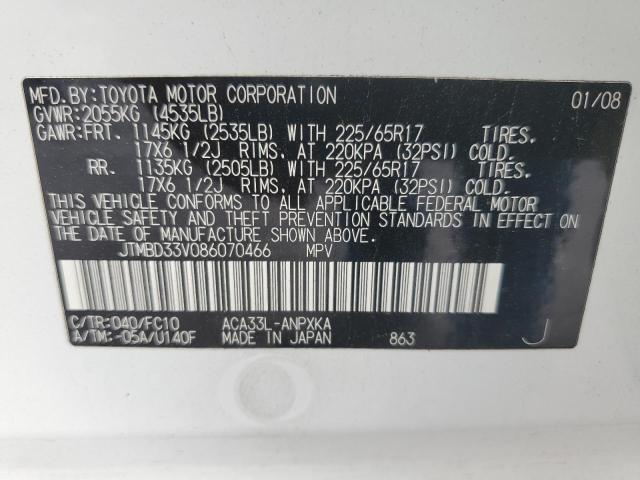 MFD. BY: TOYOTA MOTOR CORPORATION 01/08
GVWR: 2055KG (4535LB)
GAWR: FRT. 1145KG (2535LB) WITH 225/65R17 TIRES.
17X6 1/2J RIMS. AT 220KPA (32PSI) COLD.
RR. 1135KG (2505LB) WITH 225/65R17 TIRES.
17X6 1/2J RIMS. AT 220KPA (32PSI) COLD.
THIS VEHICLE CONFORMS TO ALL APPLICABLE FEDERAL MOTOR
VEHICLE SAFETY AND THEFT PREVENTION STANDARDS IN EFFECT ON
THE DATE OF MANUFACTURE SHOWN ABOVE.
JTMBD33V086070466 MPV
C/TR: 040/FC10 ACA33L-ANPXKA
A/TM: -05A/U140F MADE IN JAPAN 863 J